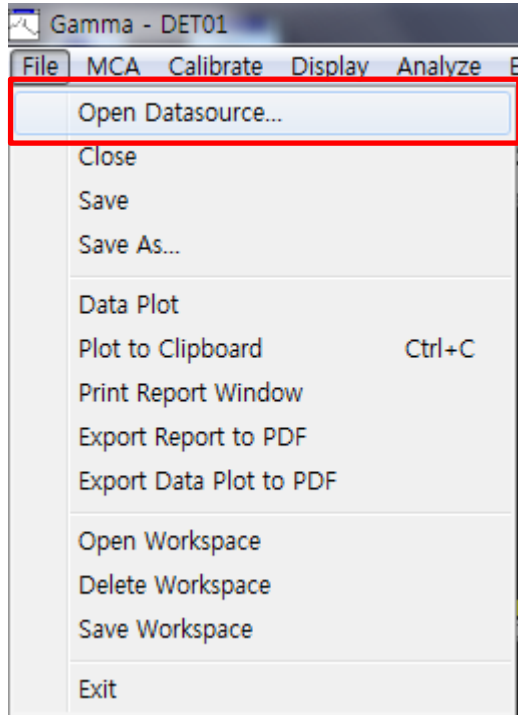 Gamma - DET01
File MCA Calibrate Display Analyze
Open Datasource...
Close
Save
Save As...
Data Plot
Plot to Clipboard Ctrl+C
Print Report Window
Export Report to PDF
Export Data Plot to PDF
Open Workspace
Delete Workspace
Save Workspace
Exit